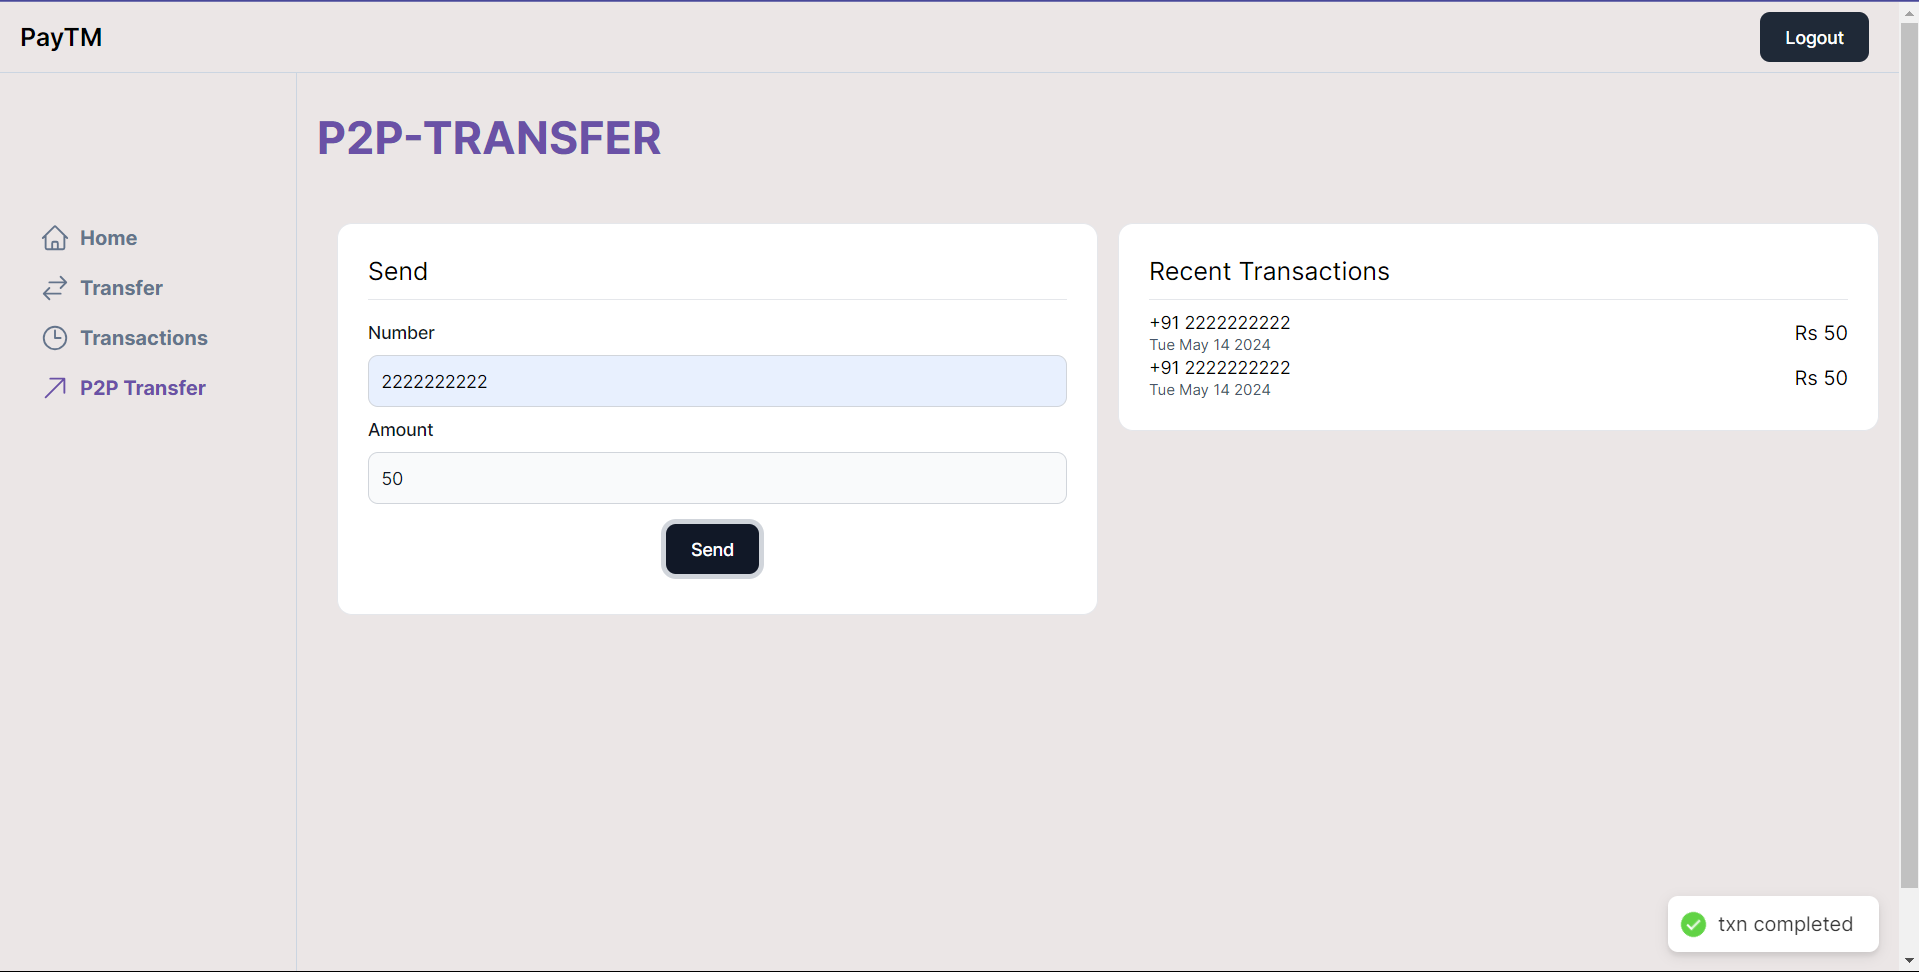 PayTM
Logout
P2P-TRANSFER
Home
Transfer
Transactions
P2P Transfer
Send
Number
2222222222
Amount
50
Send
Recent Transactions
+91 2222222222
Tue May 14 2024
Rs 50
+91 2222222222
Tue May 14 2024
Rs 50
txn completed